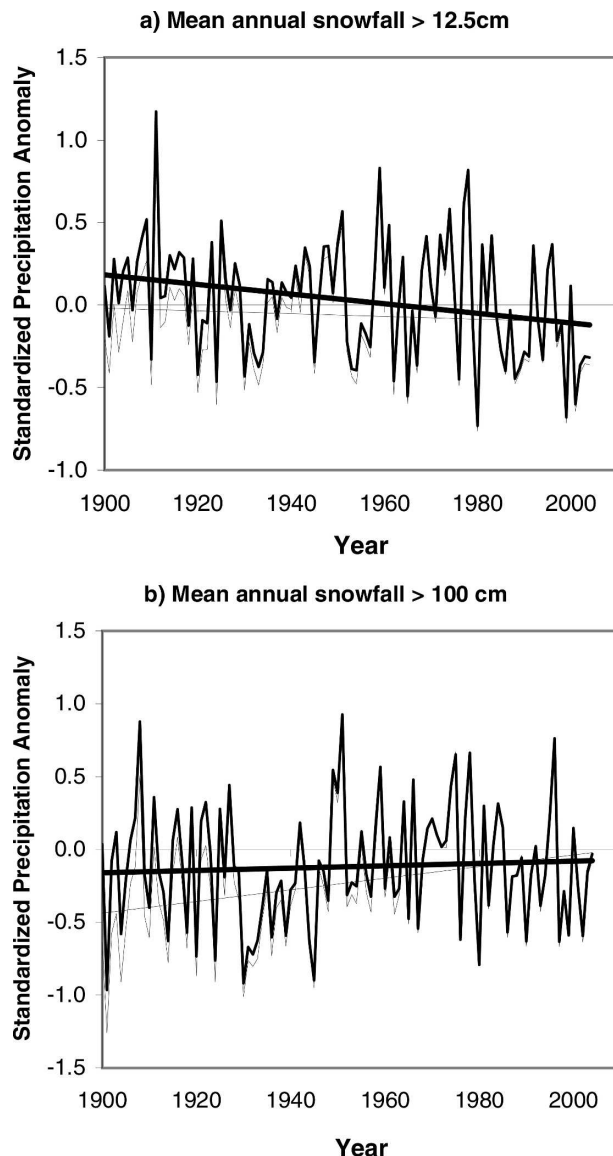 a) Mean annual snowfall > 12.5cm
Standardized Precipitation Anomaly
1.5
1.0
0.5
0.0
-0.5
-1.0
1900 1920 1940 1960 1980 2000
Year
b) Mean annual snowfall > 100 cm
Standardized Precipitation Anomaly
1.5
1.0
0.5
0.0
-0.5
-1.0
-1.5
1900 1920 1940 1960 1980 2000
Year